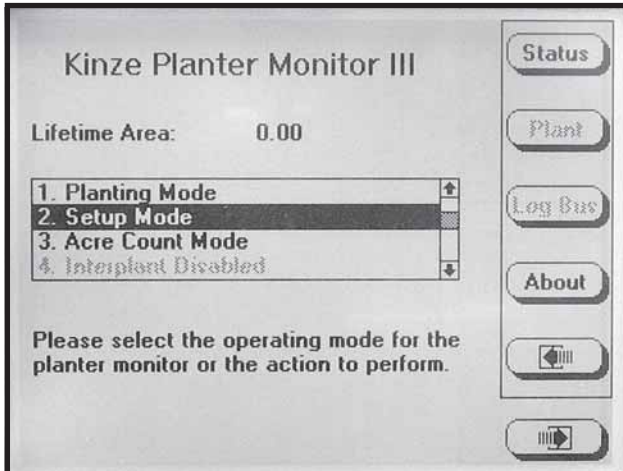 Kinze Planter Monitor III
Lifetime Area: 0.00
1. Planting Mode
2. Setup Mode
3. Acre Count Mode
4. Interplant Disabled
Please select the operating mode for the
planter monitor or the action to perform.
Status
Plant
Log Bus
About